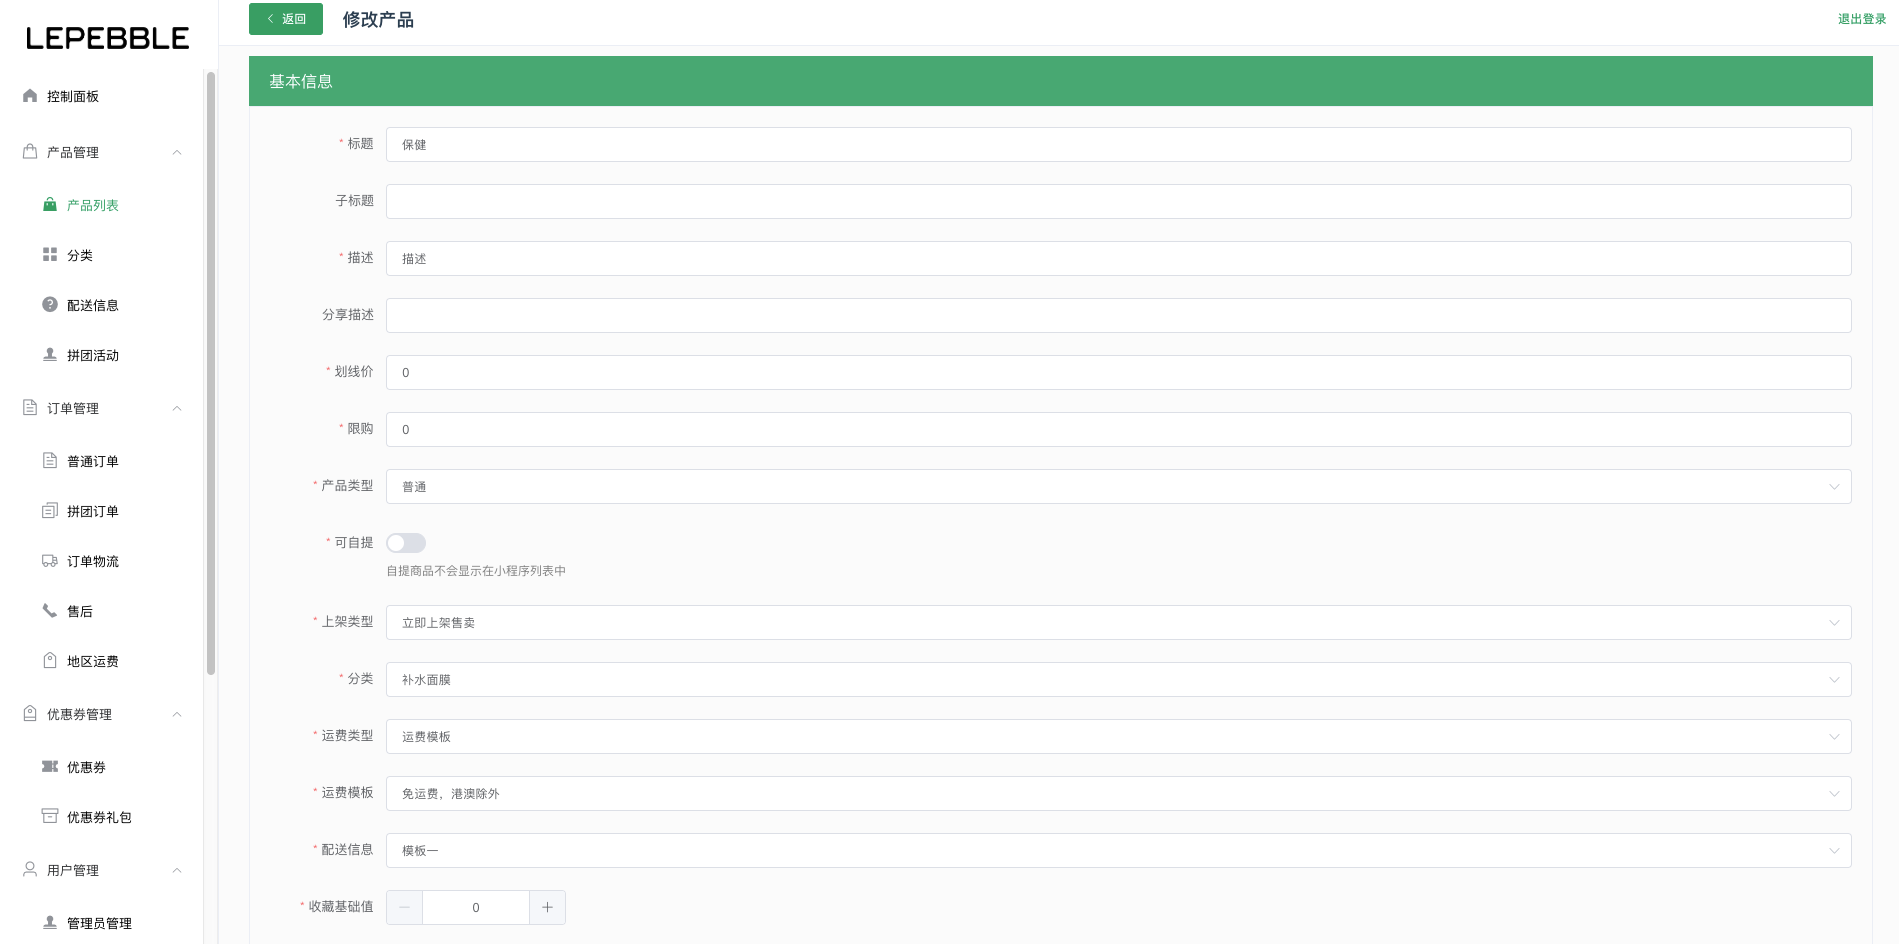 LEPEBBLE
控制面板
产品管理
产品列表
分类
配送信息
拼团活动
订单管理
普通订单
拼团订单
订单物流
售后
地区运费
优惠券管理
优惠券
优惠券礼包
用户管理
管理员管理
返回 修改产品 退出登录
基本信息
* 标题 保健
子标题
* 描述 描述
分享描述
* 划线价 0
* 限购 0
* 产品类型 普通
* 可自提
自提商品不会显示在小程序列表中
* 上架类型 立即上架售卖
* 分类 补水面膜
* 运费类型 运费模板
* 运费模板 免运费，港澳除外
* 配送信息 模板一
* 收藏基础值 0